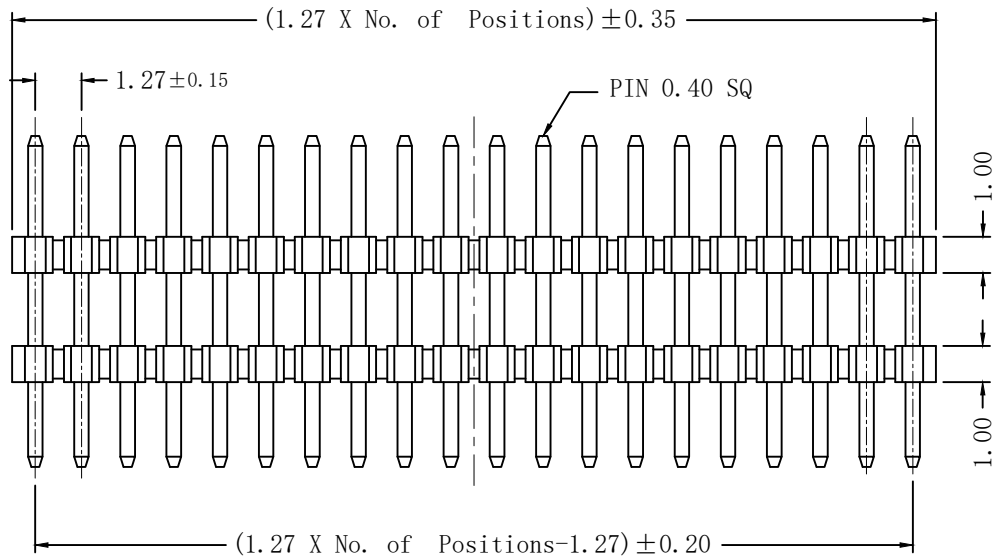 (1.27 X No. of Positions)±0.35
1.27±0.15
PIN 0.40 SQ
1.00
1.00
(1.27 X No. of Positions-1.27)±0.20